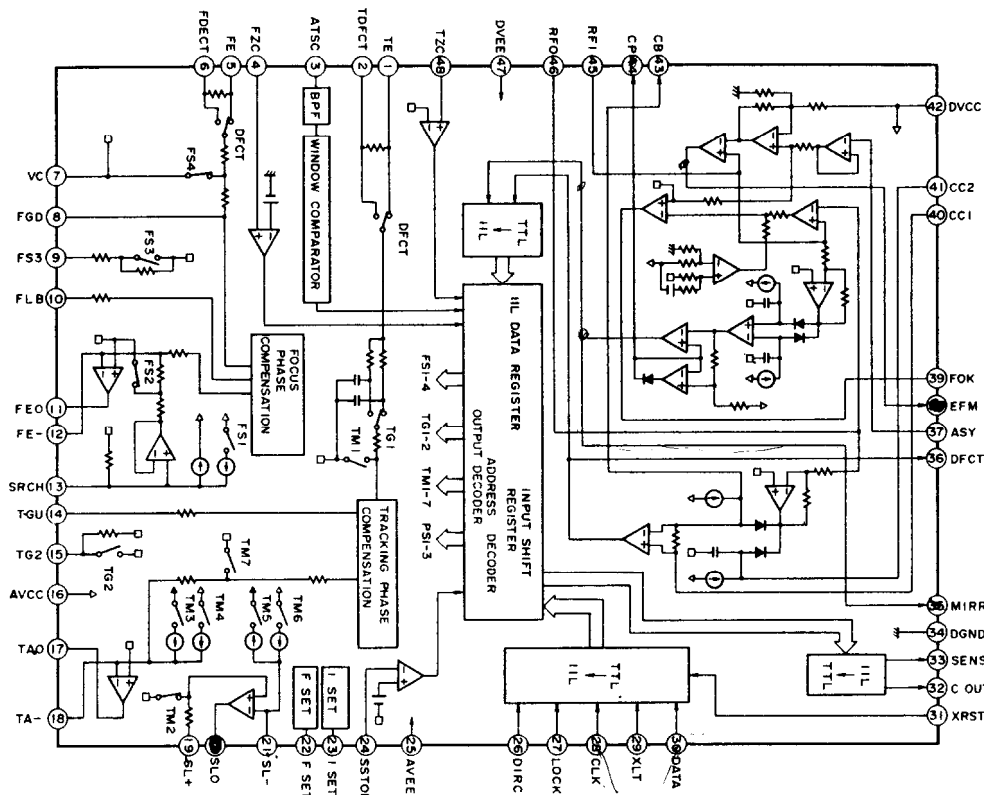 FDECT
FE
FZC
ATSC
TDFCT
TE
TZC
DVEE
RFO
RFI
CB
6
5
4
3
2
1
48
47
46
45
43
42 DVCC
41 CC2
40 CC1
39 FOK
EFM
37 ASY
36 DFCT
MIRR
34 DGND
33 SENS
32 C OUT
31 XRST
VC 7
FGD 8
FS3 9
FLB 10
FEO 11
FE- 12
SRCH 13
TGU 14
TG2 15
AVCC 16
TAO 17
TA- 18
19 SL+
SLO
21 SL-
22 F SET
23 I SET
24 SSTOP
25 AVEE
26 DIRC
27 LOCK
28 CLK
29 XLT
30 DATA
BPF
WINDOW COMPARATOR
DFCT
DFCT
FS4
FS3
FS2
FS1
FOCUS
PHASE
COMPENSATION
TG1
TM1
TRACKING PHASE
COMPENSATION
TG2
TM7
TM3
TM4
TM5
TM6
TM2
F SET
I SET
TTL
IIL
IIL DATA REGISTER
INPUT SHIFT
REGISTER
ADDRESS DECODER
OUTPUT DECODER
FS1-4
TG1-2
TM1-7
PS1-3
TTL
IIL
IIL
TTL